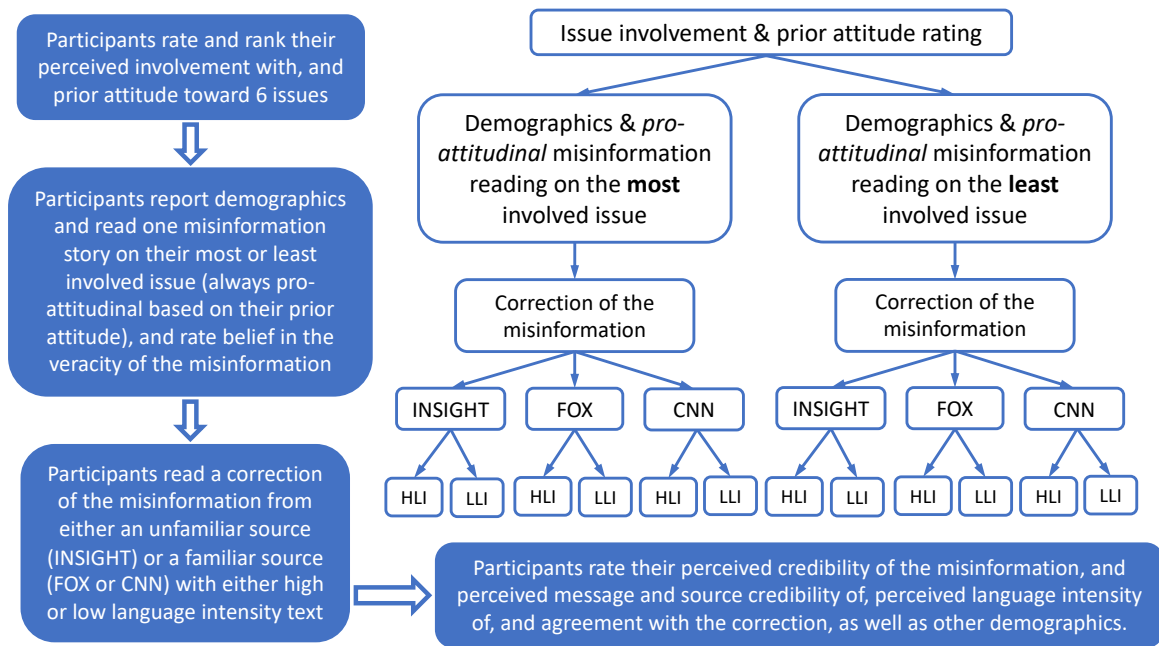 Participants rate and rank their
perceived involvement with, and
prior attitude toward 6 issues
Participants report demographics
and read one misinformation
story on their most or least
involved issue (always pro-
attitudinal based on their prior
attitude), and rate belief in the
veracity of the misinformation
Participants read a correction
of the misinformation from
either an unfamiliar source
(INSIGHT) or a familiar source
(FOX or CNN) with either high
or low language intensity text
Issue involvement & prior attitude rating
Demographics & pro-
attitudinal misinformation
reading on the most
involved issue
Demographics & pro-
attitudinal misinformation
reading on the least
involved issue
Correction of the
misinformation
Correction of the
misinformation
INSIGHT FOX CNN INSIGHT FOX CNN
HLI LLI HLI LLI HLI LLI HLI LLI HLI LLI HLI LLI
Participants rate their perceived credibility of the misinformation, and
perceived message and source credibility of, perceived language intensity
of, and agreement with the correction, as well as other demographics.